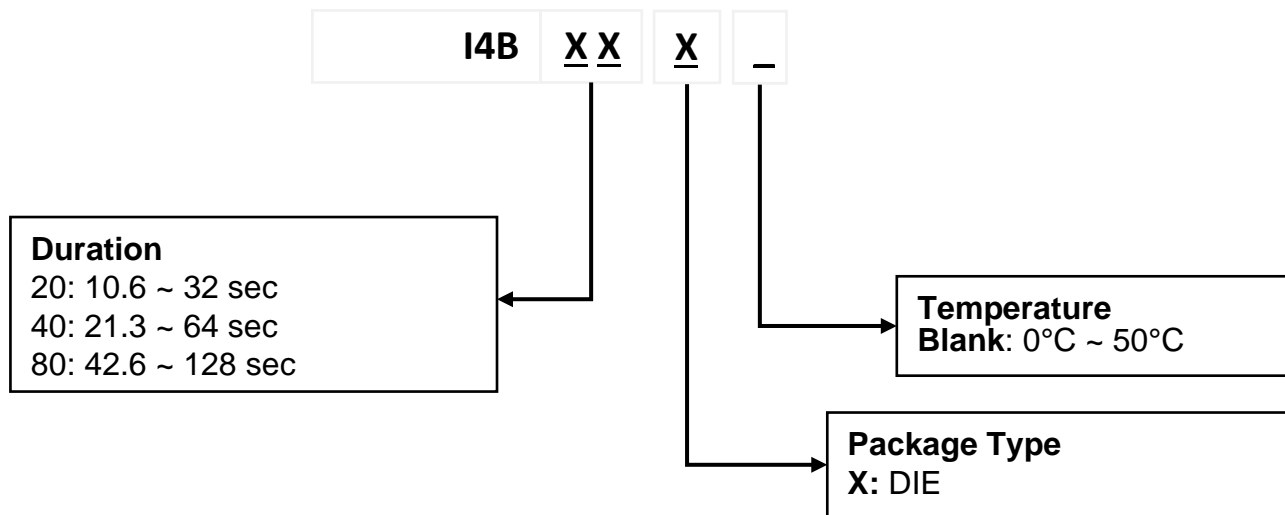 I4B X X X _
Duration
20: 10.6 ~ 32 sec
40: 21.3 ~ 64 sec
80: 42.6 ~ 128 sec
Temperature
Blank: 0°C ~ 50°C
Package Type
X: DIE